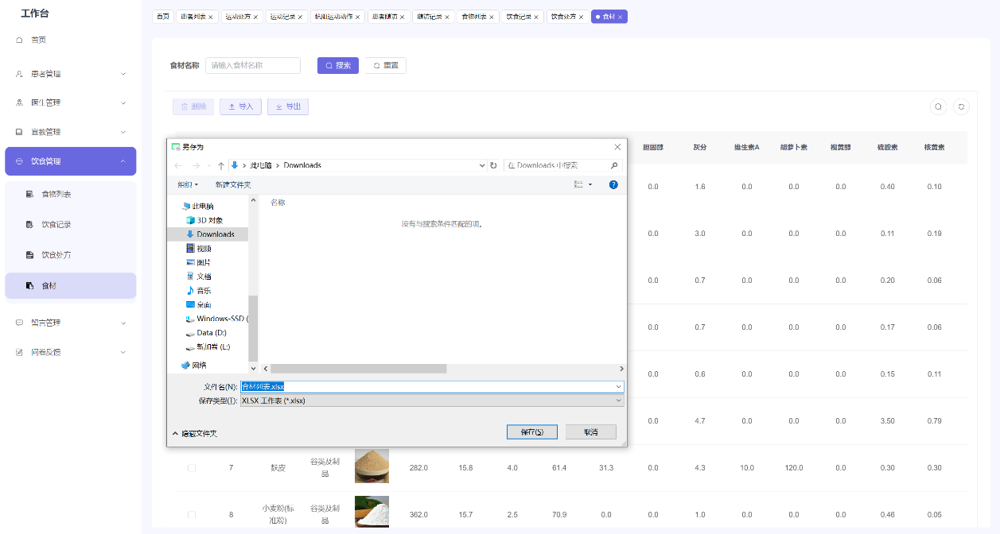 工作台
首页
患者管理
医生管理
宣教管理
饮食管理
食物列表
饮食记录
饮食处方
食材
留言管理
问卷反馈
首页 患者列表 × 运动处方 × 运动记录 × 抗阻运动动作 × 患者随访 × 随访记录 × 食物列表 × 饮食记录 × 饮食处方 × 食材 ×
食材名称 请输入食材名称 搜索 重置
删除 导入 导出
胆固醇 灰分 维生素A 胡萝卜素 视黄醇 硫胺素 核黄素
0.0 1.6 0.0 0.0 0.0 0.40 0.10
0.0 3.0 0.0 0.0 0.0 0.11 0.19
0.0 0.7 0.0 0.0 0.0 0.20 0.06
0.0 0.7 0.0 0.0 0.0 0.17 0.06
0.0 0.6 0.0 0.0 0.0 0.15 0.11
0.0 4.7 0.0 0.0 0.0 3.50 0.79
另存为
此电脑 > Downloads
在 Downloads 中搜索
组织 新建文件夹
名称
没有与搜索条件匹配的项。
此电脑
3D 对象
Downloads
视频
图片
文档
音乐
桌面
Windows-SSD (
Data (D:)
新加卷 (L:)
网络
文件名(N): 食材列表.xlsx
保存类型(T): XLSX 工作表 (*.xlsx)
隐藏文件夹 保存(S) 取消
7 麸皮 谷类及制品 282.0 15.8 4.0 61.4 31.3 0.0 4.3 10.0 120.0 0.0 0.30 0.30
8 小麦粉(标准粉) 谷类及制品 362.0 15.7 2.5 70.9 0.0 0.0 1.0 0.0 0.0 0.0 0.46 0.05